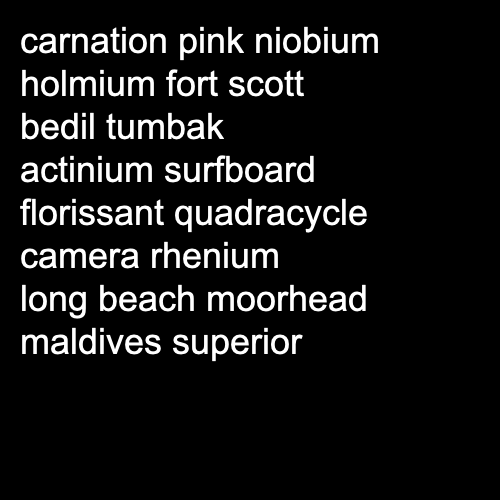 carnation pink niobium
holmium fort scott
bedil tumbak
actinium surfboard
florissant quadracycle
camera rhenium
long beach moorhead
maldives superior